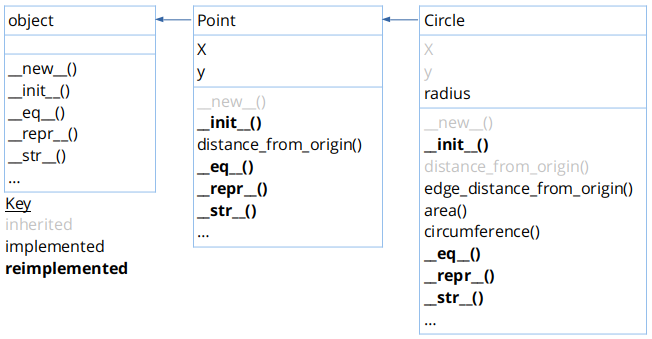 object
__new__()
__init__()
__eq__()
__repr__()
__str__()
...
Key
inherited
implemented
reimplemented
Point
X
y
__new__()
__init__()
distance_from_origin()
__eq__()
__repr__()
__str__()
...
Circle
X
y
radius
__new__()
__init__()
distance_from_origin()
edge_distance_from_origin()
area()
circumference()
__eq__()
__repr__()
__str__()
...